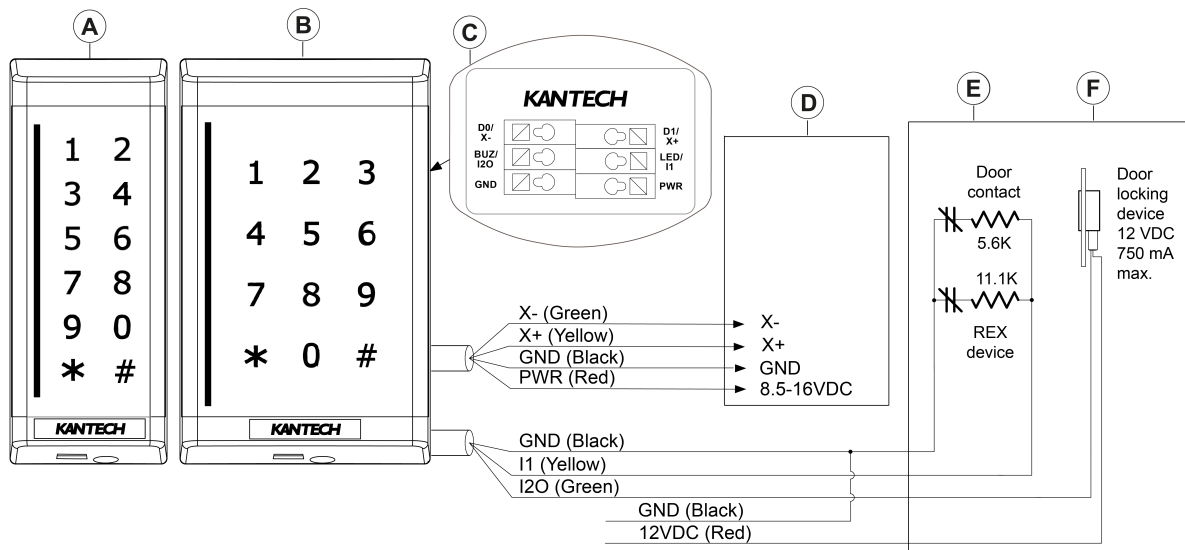 A
B
C
D
E
F
1 2
3 4
5 6
7 8
9 0
* #
KANTECH
1 2 3
4 5 6
7 8 9
* 0 #
KANTECH
KANTECH
D0/
X-
D1/
X+
BUZ/
I2O
LED/
I1
GND
PWR
X- (Green)
X+ (Yellow)
GND (Black)
PWR (Red)
X-
X+
GND
8.5-16VDC
Door
contact
5.6K
11.1K
REX
device
Door
locking
device
12 VDC
750 mA
max.
GND (Black)
I1 (Yellow)
I2O (Green)
GND (Black)
12VDC (Red)